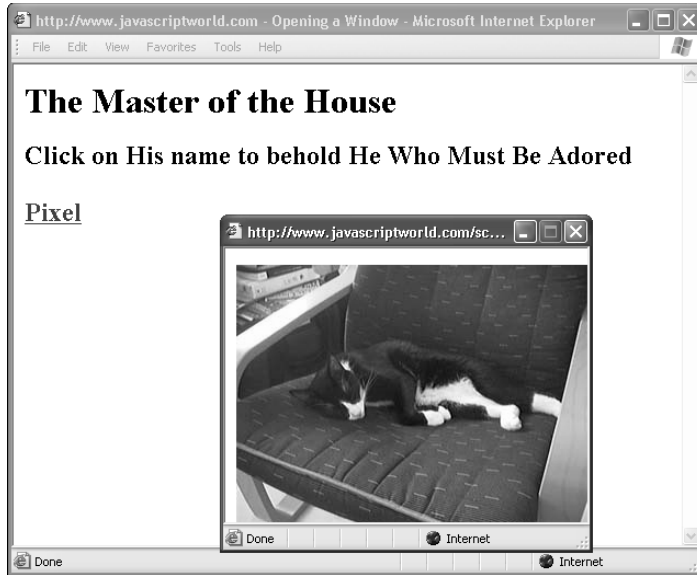 http://www.javascriptworld.com - Opening a Window - Microsoft Internet Explorer
File Edit View Favorites Tools Help
The Master of the House
Click on His name to behold He Who Must Be Adored
Pixel
http://www.javascriptworld.com/sc...
Done Internet
Done Internet